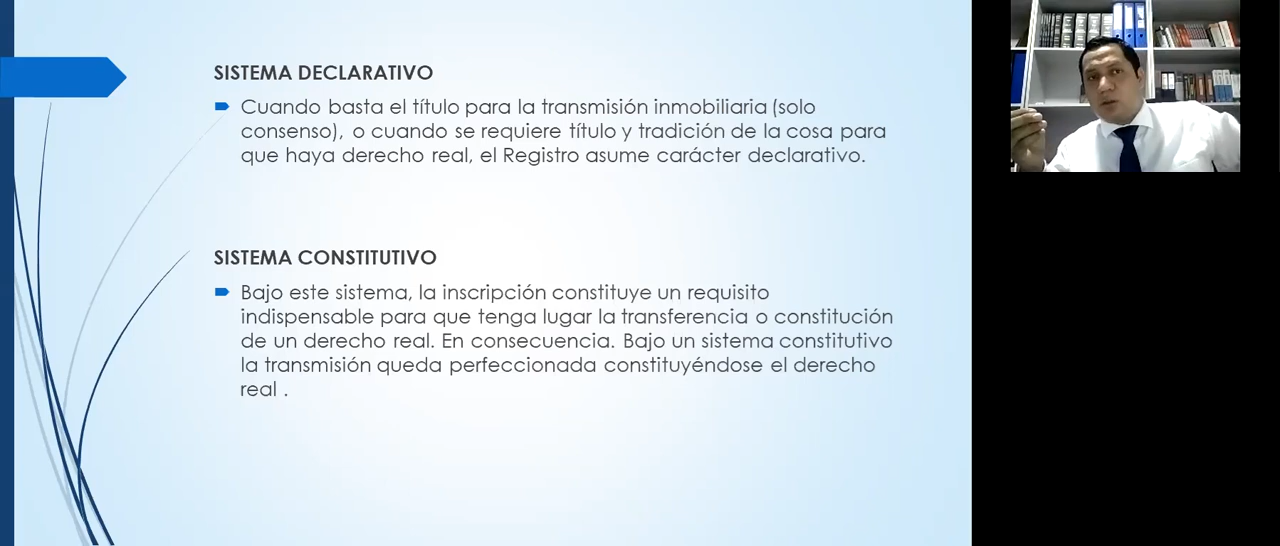 SISTEMA DECLARATIVO
Cuando basta el título para la transmisión inmobiliaria (solo
consenso), o cuando se requiere título y tradición de la cosa para
que haya derecho real, el Registro asume carácter declarativo.
SISTEMA CONSTITUTIVO
Bajo este sistema, la inscripción constituye un requisito
indispensable para que tenga lugar la transferencia o constitución
de un derecho real. En consecuencia. Bajo un sistema constitutivo
la transmisión queda perfeccionada constituyéndose el derecho
real .